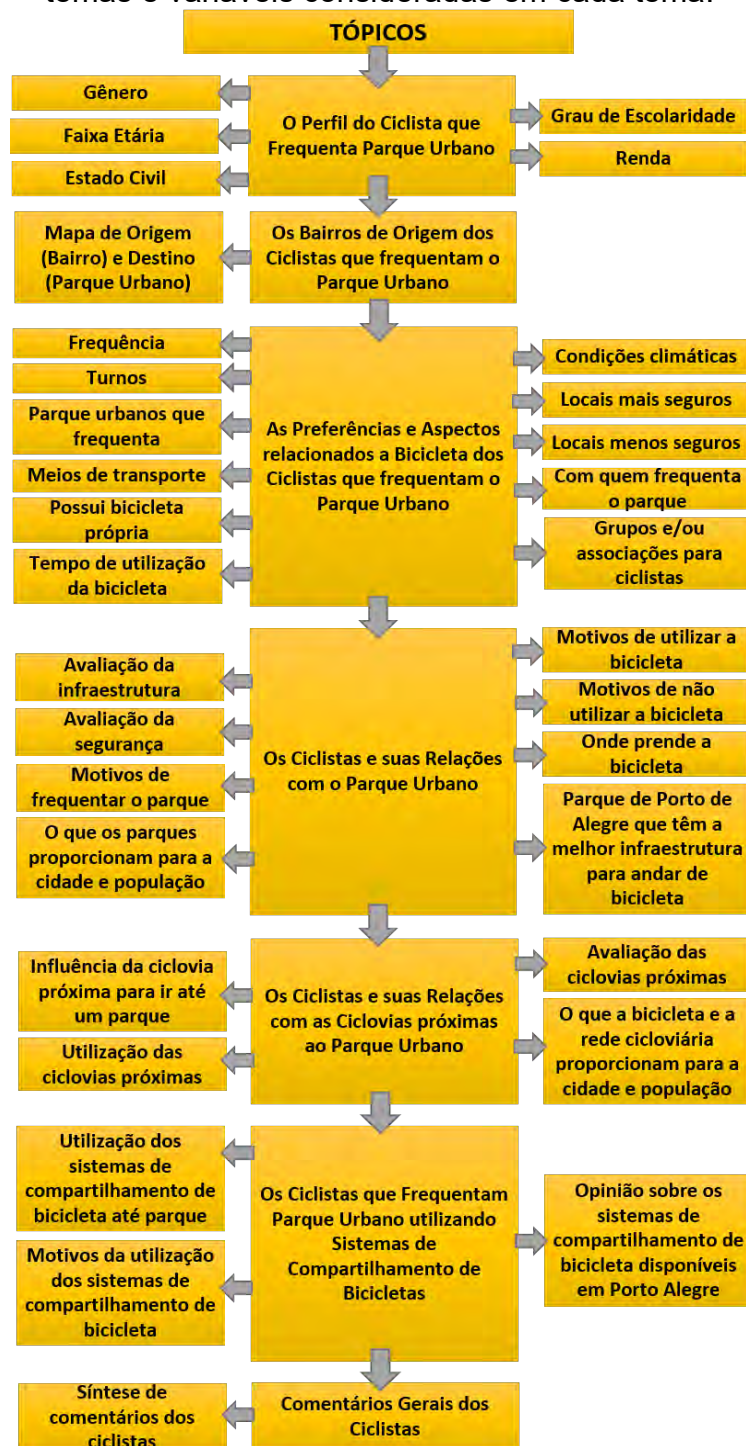 temas e variáveis consideradas em cada tema.
TÓPICOS
Gênero
Faixa Etária
Estado Civil
O Perfil do Ciclista que
Frequenta Parque Urbano
Grau de Escolaridade
Renda
Mapa de Origem
(Bairro) e Destino
(Parque Urbano)
Os Bairros de Origem dos
Ciclistas que frequentam o
Parque Urbano
Frequência
Turnos
Parque urbanos que
frequenta
Meios de transporte
Possui bicicleta
própria
Tempo de utilização
da bicicleta
As Preferências e Aspectos
relacionados a Bicicleta dos
Ciclistas que frequentam o
Parque Urbano
Condições climáticas
Locais mais seguros
Locais menos seguros
Com quem frequenta
o parque
Grupos e/ou
associações para
ciclistas
Avaliação da
infraestrutura
Avaliação da
segurança
Motivos de
frequentar o parque
O que os parques
proporcionam para a
cidade e população
Os Ciclistas e suas Relações
com o Parque Urbano
Motivos de utilizar a
bicicleta
Motivos de não
utilizar a bicicleta
Onde prende a
bicicleta
Parque de Porto de
Alegre que têm a
melhor infraestrutura
para andar de
bicicleta
Influência da ciclovia
próxima para ir até
um parque
Utilização das
ciclovias próximas
Os Ciclistas e suas Relações
com as Ciclovias próximas
ao Parque Urbano
Avaliação das
ciclovias próximas
O que a bicicleta e a
rede cicloviária
proporcionam para a
cidade e população
Utilização dos
sistemas de
compartilhamento de
bicicleta até parque
Motivos da utilização
dos sistemas de
compartilhamento de
bicicleta
Os Ciclistas que Frequentam
Parque Urbano utilizando
Sistemas de
Compartilhamento de
Bicicletas
Opinião sobre os
sistemas de
compartilhamento de
bicicleta disponíveis
em Porto Alegre
Síntese de
comentários dos
ciclistas
Comentários Gerais dos
Ciclistas